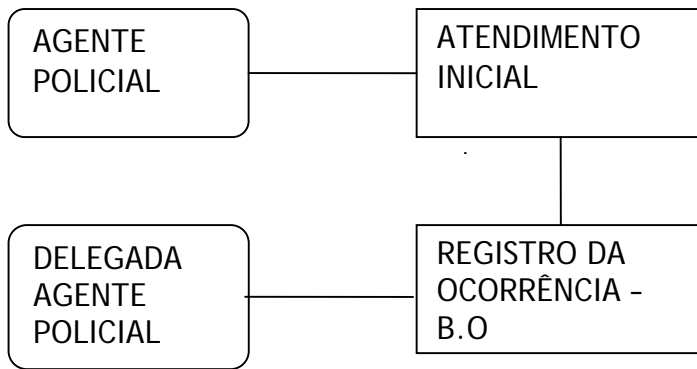 AGENTE
POLICIAL
ATENDIMENTO
INICIAL
DELEGADA
AGENTE
POLICIAL
REGISTRO DA
OCORRÊNCIA -
B.O